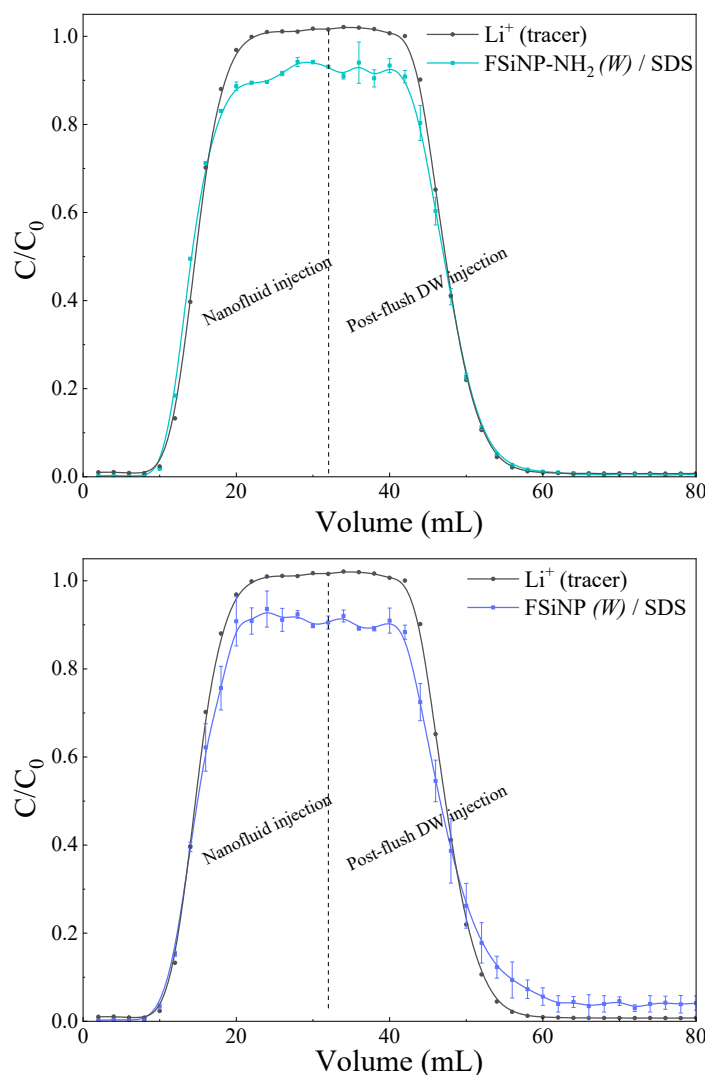 1.0
0.8
0.6
0.4
0.2
0.0
C/C₀
Li⁺ (tracer)
FSiNP-NH₂ (W) / SDS
Nanofluid injection
Post-flush DW injection
0 20 40 60 80
Volume (mL)
1.0
0.8
0.6
0.4
0.2
0.0
C/C₀
Li⁺ (tracer)
FSiNP (W) / SDS
Nanofluid injection
Post-flush DW injection
0 20 40 60 80
Volume (mL)